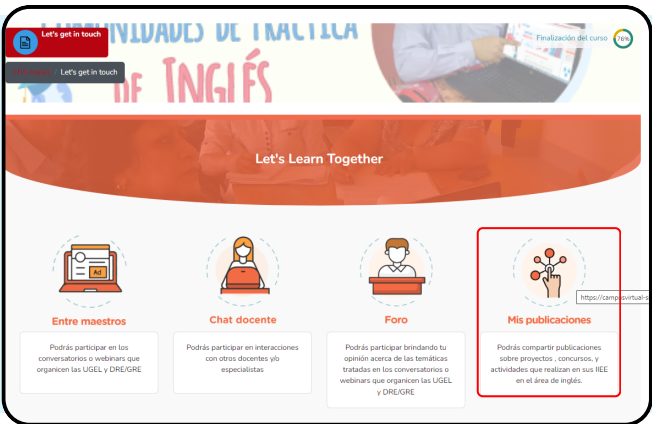 COMUNIDADES DE PRÁCTICA
DE INGLÉS
Let's get in touch
Let's get in touch
Finalización del curso 76%
Let's Learn Together
Ad
Entre maestros
Podrás participar en los
conversatorios o webinars que
organicen las UGEL y DRE/GRE
Chat docente
Podrás participar en interacciones
con otros docentes y/o
especialistas
Foro
Podrás participar brindando tu
opinión acerca de las temáticas
tratadas en los conversatorios o
webinars que organicen las UGEL
y DRE/GRE
Mis publicaciones
https://campusvirtual-s
Podrás compartir publicaciones
sobre proyectos , concursos, y
actividades que realizan en sus IIEE
en el área de inglés.